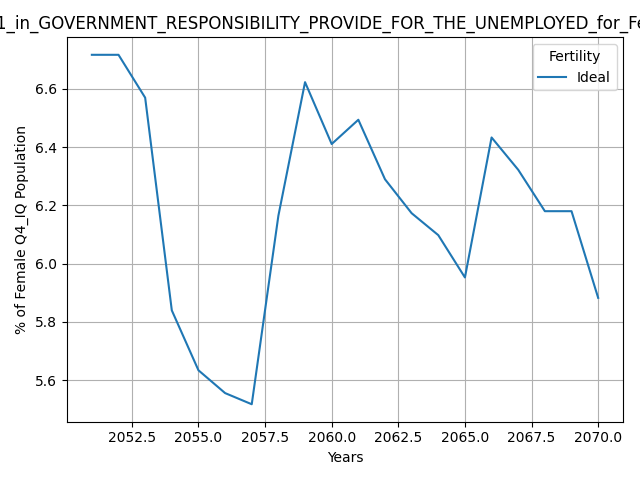 1_in_GOVERNMENT_RESPONSIBILITY_PROVIDE_FOR_THE_UNEMPLOYED_for_Fe
Fertility
Ideal
% of Female Q4_IQ Population
6.6
6.4
6.2
6.0
5.8
5.6
2052.5 2055.0 2057.5 2060.0 2062.5 2065.0 2067.5 2070.0
Years